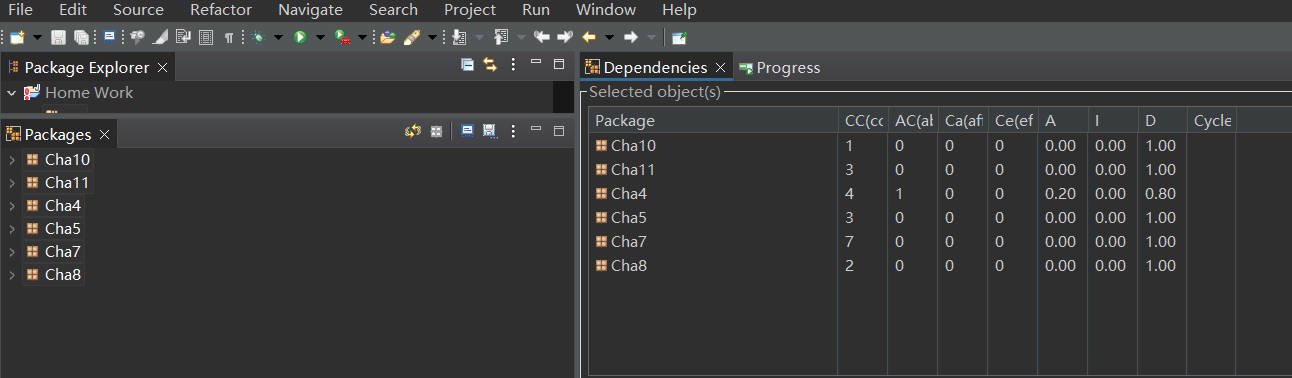 File Edit Source Refactor Navigate Search Project Run Window Help
Package Explorer
Home Work
Packages
Cha10
Cha11
Cha4
Cha5
Cha7
Cha8
Dependencies Progress
Selected object(s)
Package CC(cc AC(al Ca(aff Ce(ef A I D Cycle
Cha10 1 0 0 0 0.00 0.00 1.00
Cha11 3 0 0 0 0.00 0.00 1.00
Cha4 4 1 0 0 0.20 0.00 0.80
Cha5 3 0 0 0 0.00 0.00 1.00
Cha7 7 0 0 0 0.00 0.00 1.00
Cha8 2 0 0 0 0.00 0.00 1.00